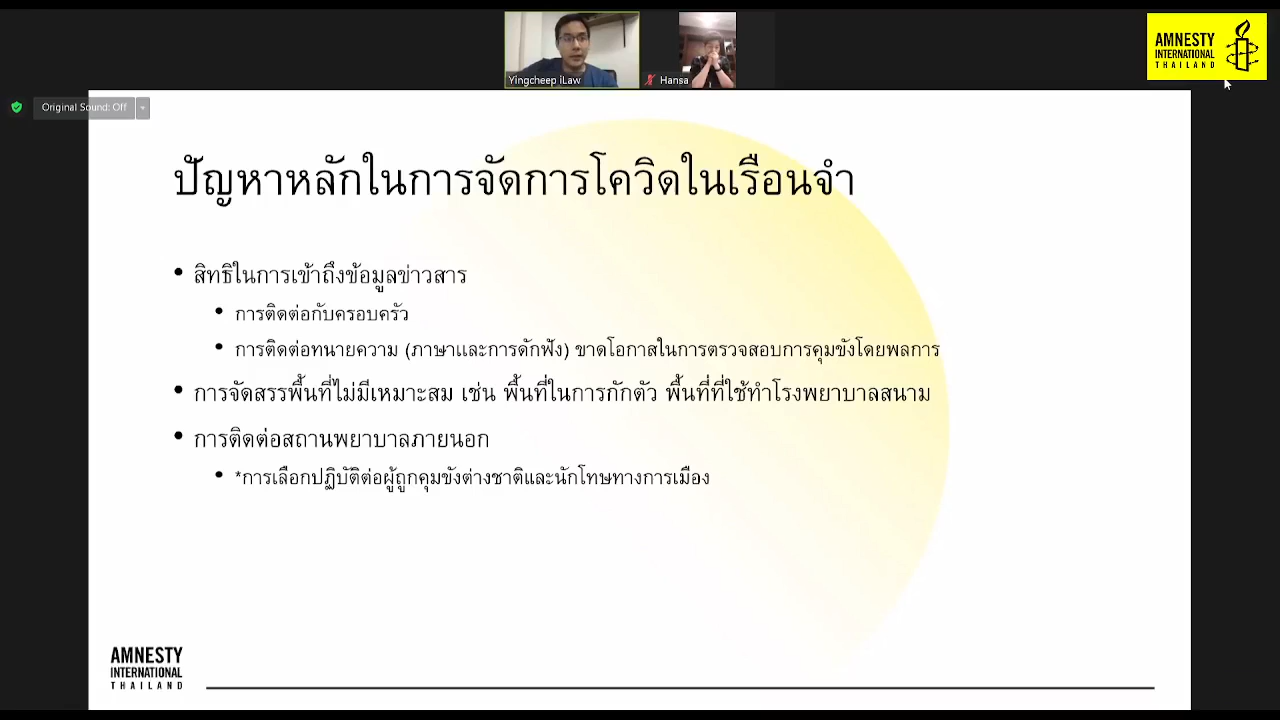 Yingcheep iLaw
Hansa
AMNESTY
INTERNATIONAL
THAILAND
Original Sound: Off
ปัญหาหลักในการจัดการโควิดในเรือนจำ
• สิทธิในการเข้าถึงข้อมูลข่าวสาร
• การติดต่อกับครอบครัว
• การติดต่อทนายความ (ภาษาและการดักฟัง) ขาดโอกาสในการตรวจสอบการคุมขังโดยพลการ
• การจัดสรรพื้นที่ไม่มีเหมาะสม เช่น พื้นที่ในการกักตัว พื้นที่ที่ใช้ทำโรงพยาบาลสนาม
• การติดต่อสถานพยาบาลภายนอก
• *การเลือกปฏิบัติต่อผู้ถูกคุมขังต่างชาติและนักโทษทางการเมือง
AMNESTY
INTERNATIONAL
THAILAND